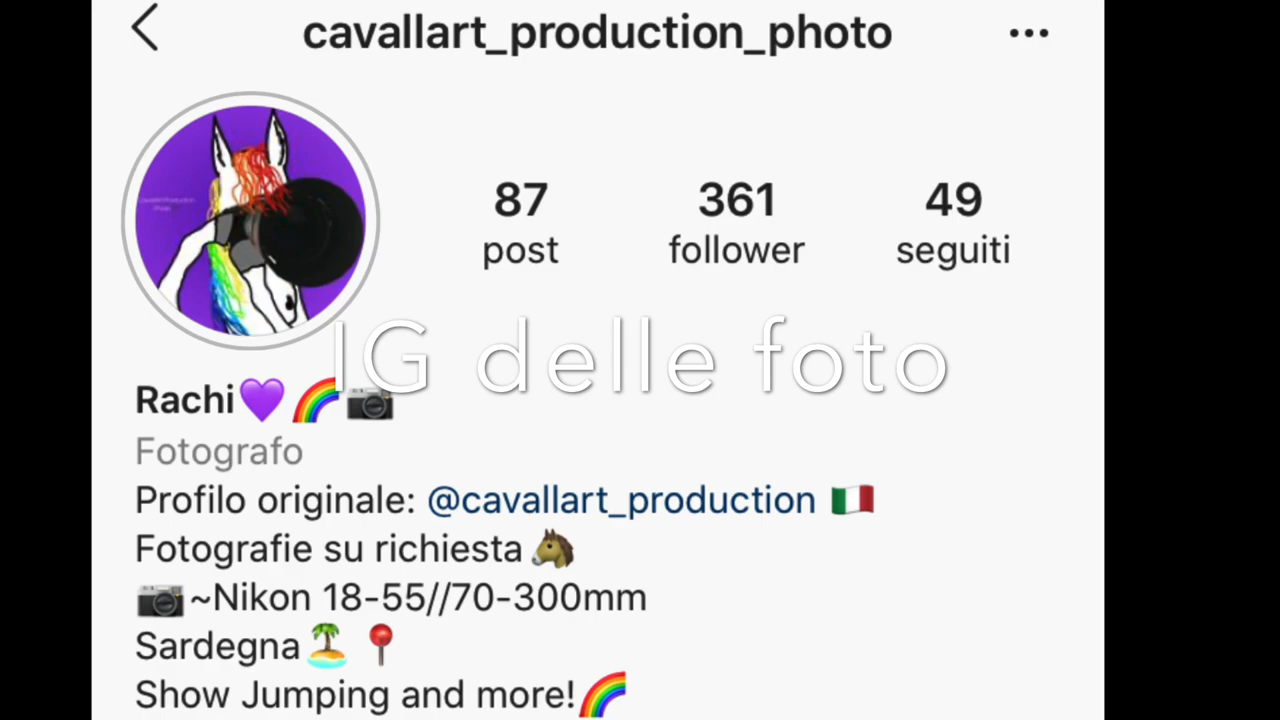 cavallart_production_photo
87 361 49
post follower seguiti
IG delle foto
Rachi💜🌈📷
Fotografo
Profilo originale: @cavallart_production 🇮🇹
Fotografie su richiesta🐴
📷~Nikon 18-55//70-300mm
Sardegna🏝📍
Show Jumping and more!🌈